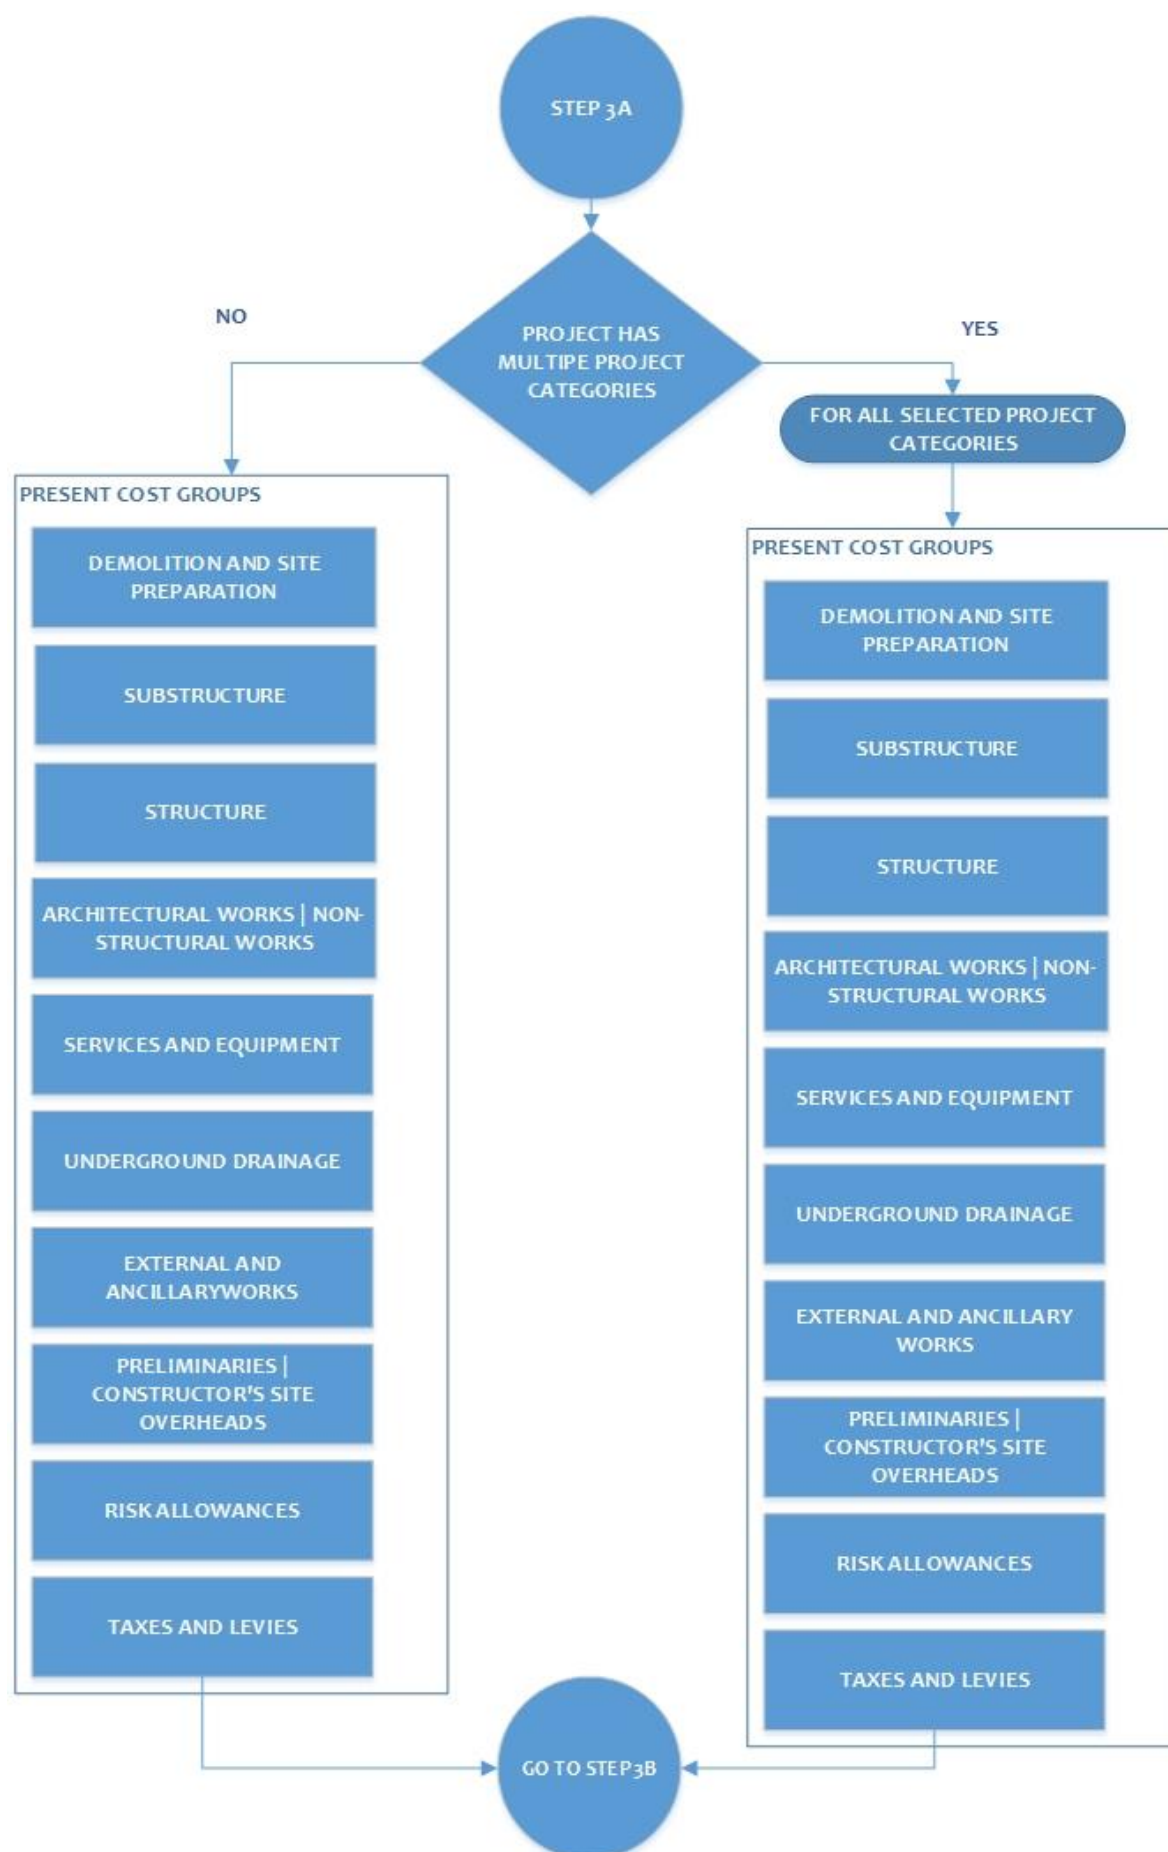 STEP 3A
PROJECT HAS
MULTIPE PROJECT
CATEGORIES
NO
YES
FOR ALL SELECTED PROJECT
CATEGORIES
PRESENT COST GROUPS
DEMOLITION AND SITE
PREPARATION
SUBSTRUCTURE
STRUCTURE
ARCHITECTURAL WORKS | NON-
STRUCTURAL WORKS
SERVICES AND EQUIPMENT
UNDERGROUND DRAINAGE
EXTERNAL AND
ANCILLARYWORKS
PRELIMINARIES |
CONSTRUCTOR'S SITE
OVERHEADS
RISK ALLOWANCES
TAXES AND LEVIES
PRESENT COST GROUPS
DEMOLITION AND SITE
PREPARATION
SUBSTRUCTURE
STRUCTURE
ARCHITECTURAL WORKS | NON-
STRUCTURAL WORKS
SERVICES AND EQUIPMENT
UNDERGROUND DRAINAGE
EXTERNAL AND ANCILLARY
WORKS
PRELIMINARIES |
CONSTRUCTOR'S SITE
OVERHEADS
RISK ALLOWANCES
TAXES AND LEVIES
GO TO STEP 3B